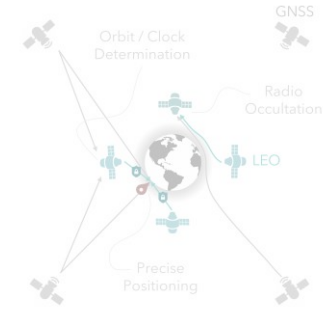 GNSS
Orbit / Clock
Determination
Radio
Occultation
LEO
Precise
Positioning